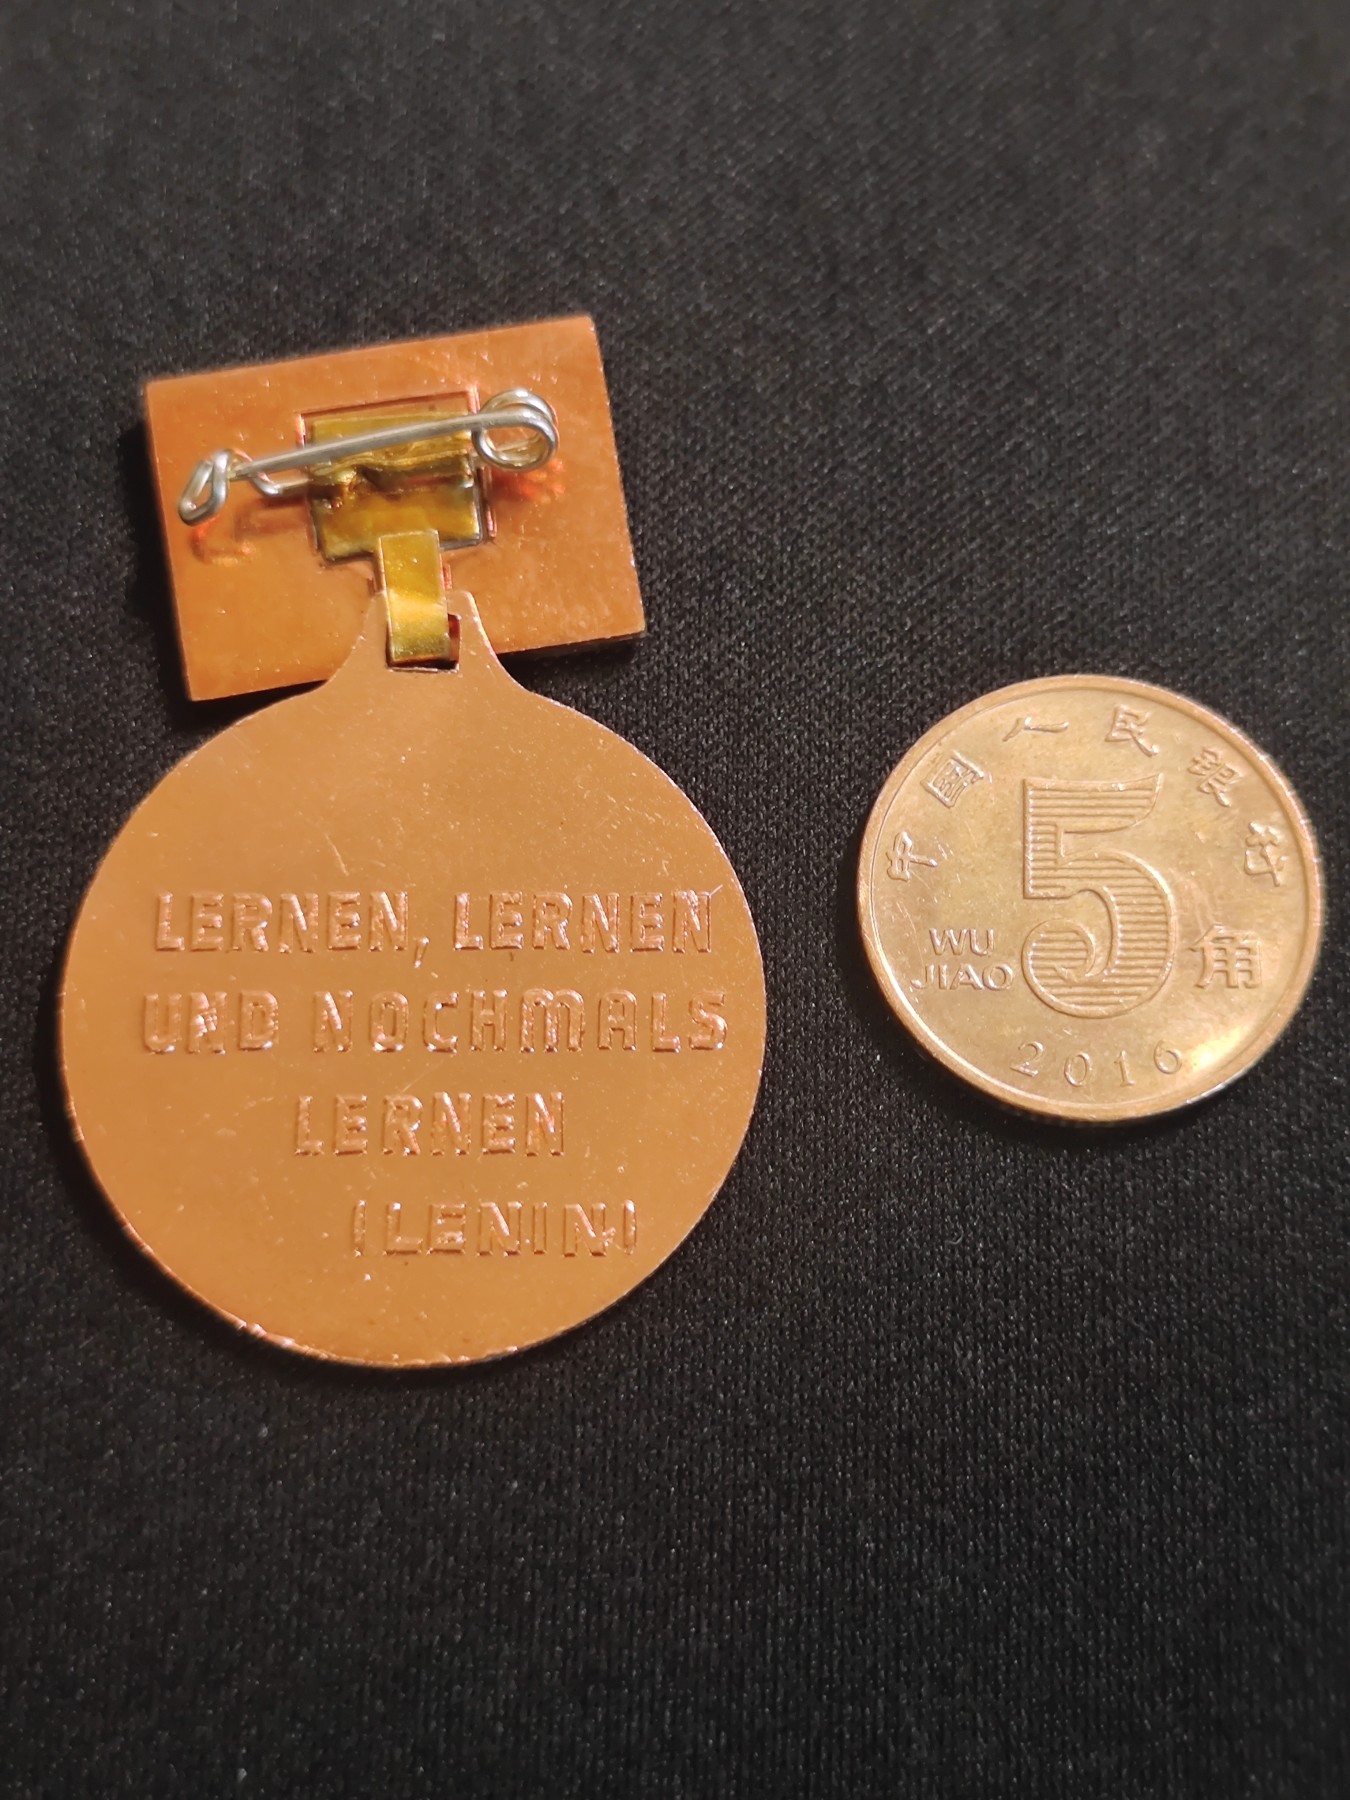 LERNEN, LERNEN
UND NOCHMALS
LERNEN
(LENIN)
中国人民银行
WU
JIAO
5
角
2016